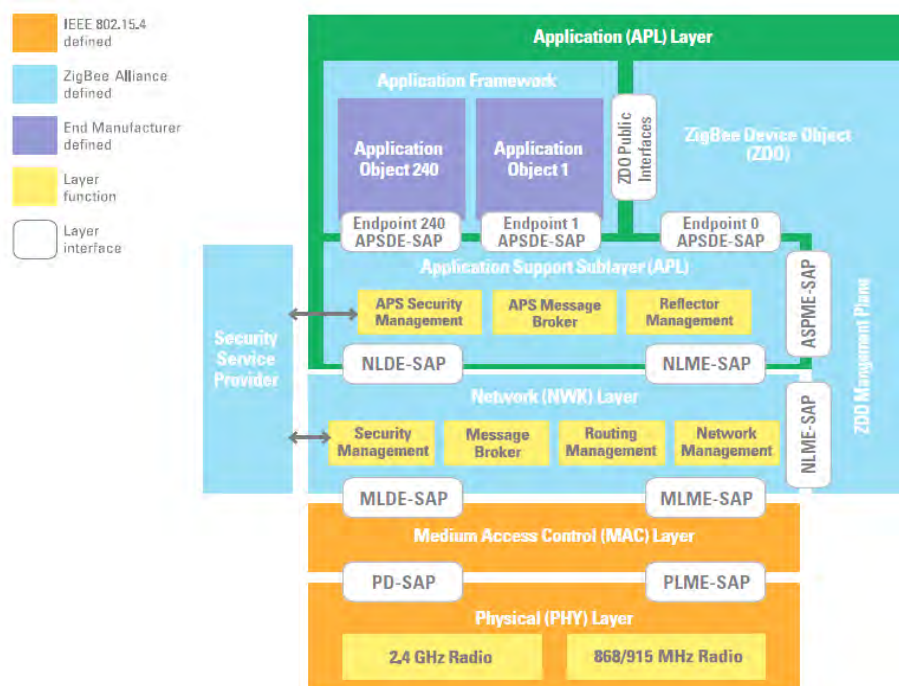 IEEE 802.15.4
defined
ZigBee Alliance
defined
End Manufacturer
defined
Layer
function
Layer
interface
Application (APL) Layer
Application Framework
Application
Object 240
Application
Object 1
ZDO Public
Interfaces
ZigBee Device Object
(ZDO)
Endpoint 240
APSDE-SAP
Endpoint 1
APSDE-SAP
Endpoint 0
APSDE-SAP
Application Support Sublayer (APL)
APS Security
Management
APS Message
Broker
Reflector
Management
ASPME-SAP
Security
Service
Provider
NLDE-SAP
NLME-SAP
ZDD Mangement Plane
Network (NWK) Layer
Security
Management
Message
Broker
Routing
Management
Network
Management
NLME-SAP
MLDE-SAP
MLME-SAP
Medium Access Control (MAC) Layer
PD-SAP
PLME-SAP
Physical (PHY) Layer
2.4 GHz Radio
868/915 MHz Radio